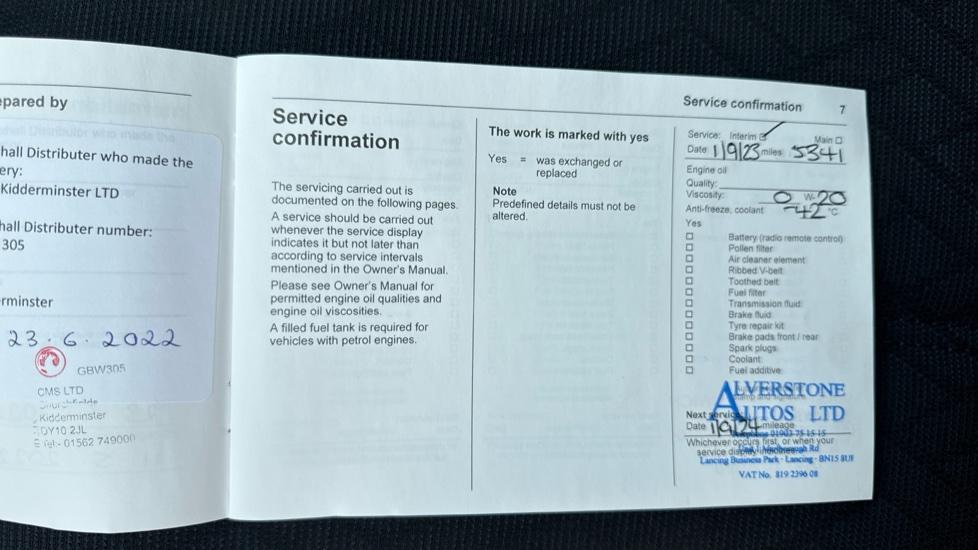 epared by
hall Distributer who made the
ery:
Kidderminster LTD
hall Distributer number:
305
rminster
23.6.2022
GBW305
CMS LTD
Kidderminster
DY10 2JL
01562 749000
Service
confirmation
The servicing carried out is
documented on the following pages.
A service should be carried out
whenever the service display
indicates it but not later than
according to service intervals
mentioned in the Owner's Manual.
Please see Owner's Manual for
permitted engine oil qualities and
engine oil viscosities.
A filled fuel tank is required for
vehicles with petrol engines.
The work is marked with yes
Yes = was exchanged or
replaced
Note
Predefined details must not be
altered.
Service confirmation 7
Service: Interim Main
Date 1/9/23 miles 5341
Engine oil
Quality:
Viscosity: 0 W- 20
Anti-freeze, coolant -42 °C
Yes
Battery (radio remote control)
Pollen filter
Air cleaner element
Ribbed V-belt
Toothed belt
Fuel filter
Transmission fluid
Brake fluid
Tyre repair kit
Brake pads front / rear
Spark plugs
Coolant
Fuel additive
ALVERSTONE
AUTOS LTD
Next service
Date 1/9/24 mileage
01903 75 15 15
Whichever occurs first, or when your
service display indicates
Lancing Business Park - Lancing - BN15 8UF
VAT No. 819 2396 08